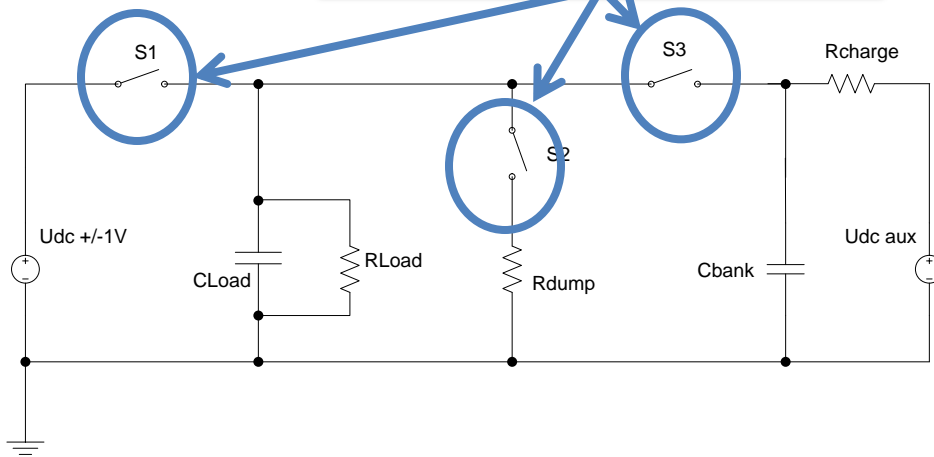 S1
S3
Rcharge
S2
Udc +/-1V
RLoad
Udc aux
CLoad
Rdump
Cbank